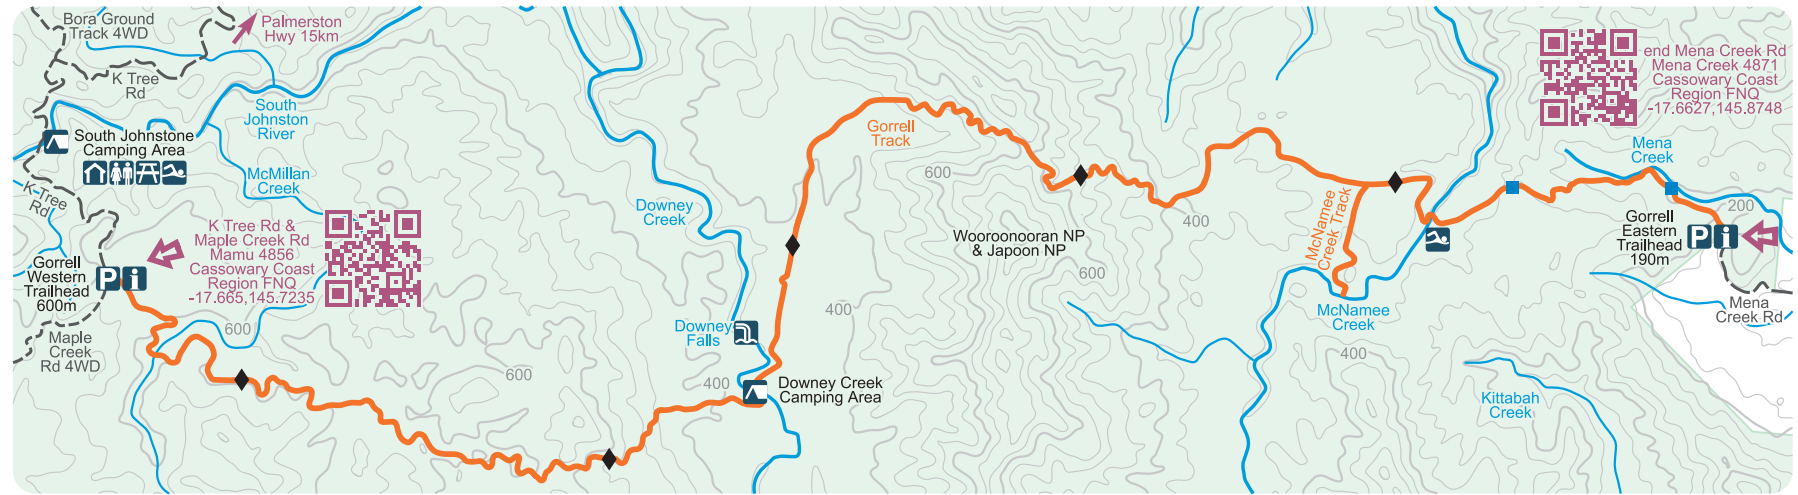 Bora Ground
Track 4WD
Palmerston
Hwy 15km
K Tree
Rd
South
Johnston
River
South Johnstone
Camping Area
McMillan
Creek
K Tree
Rd
K Tree Rd &
Maple Creek Rd
Mamu 4856
Cassowary Coast
Region FNQ
-17.665,145.7235
Gorrell
Western
Trailhead
600m
P i
Maple
Creek
Rd 4WD
600
600
Downey
Creek
Downey
Falls
400
Downey Creek
Camping Area
Gorrell
Track
400
600
Wooroonooran NP
& Japoon NP
600
400
McNamee
Creek Track
McNamee
Creek
400
Kittabah
Creek
end Mena Creek Rd
Mena Creek 4871
Cassowary Coast
Region FNQ
-17.6627,145.8748
Mena
Creek
200
Gorrell
Eastern
Trailhead
190m
P i
Mena
Creek Rd